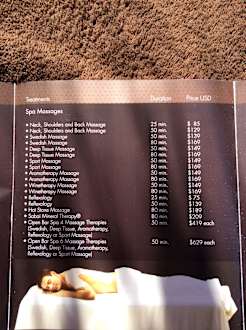 Treatments Duration Price USD
Spa Massages
• Neck, Shoulders and Back Massage 25 min. $ 85
• Neck, Shoulders and Back Massage 50 min. $129
• Swedish Massage 50 min. $139
• Swedish Massage 80 min. $169
• Deep Tissue Massage 50 min. $149
• Deep Tissue Massage 80 min. $169
• Sport Massage 50 min. $149
• Sport Massage 80 min. $169
• Aromatherapy Massage 50 min. $149
• Aromatherapy Massage 80 min. $169
• Winetherapy Massage 50 min. $149
• Winetherapy Massage 80 min. $169
• Reflexology 25 min. $ 75
• Reflexology 50 min. $139
• Hot Stone Massage 80 min. $189
• Sabai Mineral Therapy® 80 min. $209
• Open Bar Spa 4 Massage Therapies 50 min. $419 each
(Swedish, Deep Tissue, Aromatherapy,
Reflexology or Sport Massage)
• Open Bar Spa 6 Massage Therapies 50 min. $629 each
(Swedish, Deep Tissue, Aromatherapy,
Reflexology or Sport Massage)